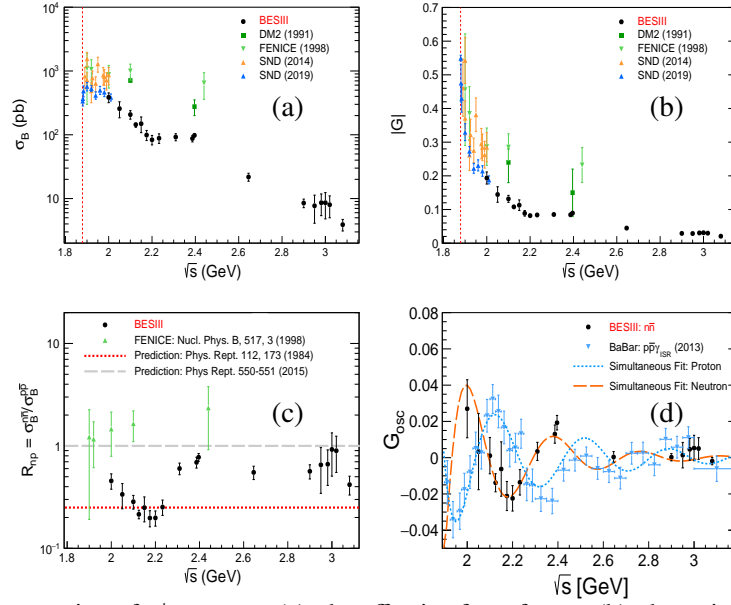 10⁴
10³
10²
10
σB (pb)
BESIII
DM2 (1991)
FENICE (1998)
SND (2014)
SND (2019)
(a)
1.8 2 2.2 2.4 2.6 2.8 3
√s (GeV)
0.7
0.6
0.5
0.4
0.3
0.2
0.1
0
|G|
BESIII
DM2 (1991)
FENICE (1998)
SND (2014)
SND (2019)
(b)
1.8 2 2.2 2.4 2.6 2.8 3
√s (GeV)
10
1
10⁻¹
Rnp = σB^nn̄/σB^pp̄
BESIII
FENICE: Nucl. Phys. B, 517, 3 (1998)
Prediction: Phys. Rept. 112, 173 (1984)
Prediction: Phys Rept. 550-551 (2015)
(c)
1.8 2 2.2 2.4 2.6 2.8 3
√s (GeV)
0.08
0.06
0.04
0.02
0
−0.02
−0.04
Gosc
BESIII: nn̄
BaBar: pp̄γISR (2013)
Simultaneous Fit: Proton
Simultaneous Fit: Neutron
(d)
2 2.2 2.4 2.6 2.8 3
√s [GeV]